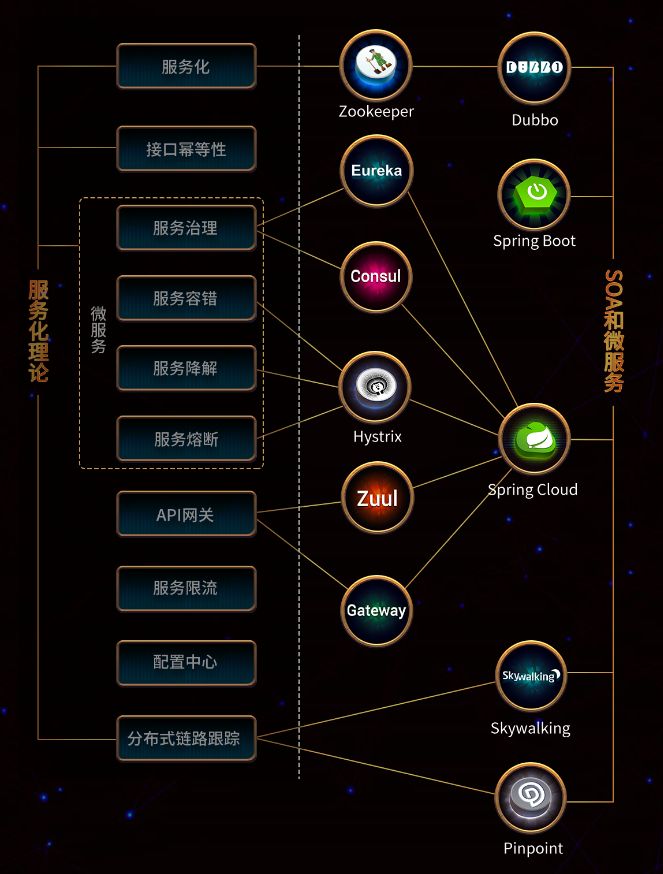 服务化
Zookeeper
DUBBO
Dubbo
接口幂等性
Eureka
Spring Boot
服务治理
Consul
服务化理论
微服务
服务容错
SOA和微服务
服务降解
Hystrix
服务熔断
Spring Cloud
API网关
Zuul
服务限流
Gateway
配置中心
Skywalking
Skywalking
分布式链路跟踪
Pinpoint